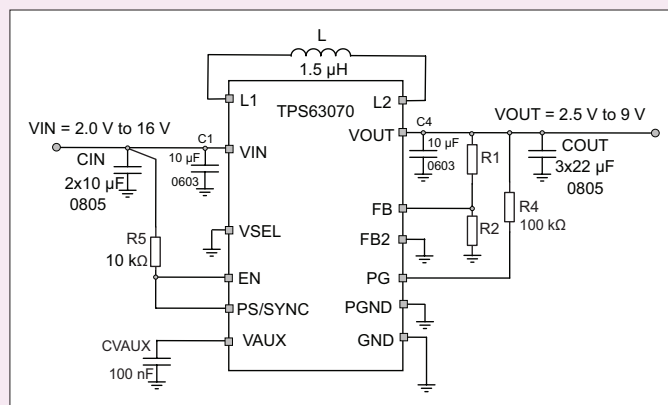 L
1.5 µH
L1
TPS63070
L2
VIN = 2.0 V to 16 V
C1
VIN
10 µF
0603
CIN
2x10 µF
0805
VOUT
C4
10 µF
0603
VOUT = 2.5 V to 9 V
COUT
3x22 µF
0805
R1
FB
R2
R4
100 kΩ
VSEL
FB2
R5
10 kΩ
EN
PG
PS/SYNC
PGND
VAUX
GND
CVAUX
100 nF